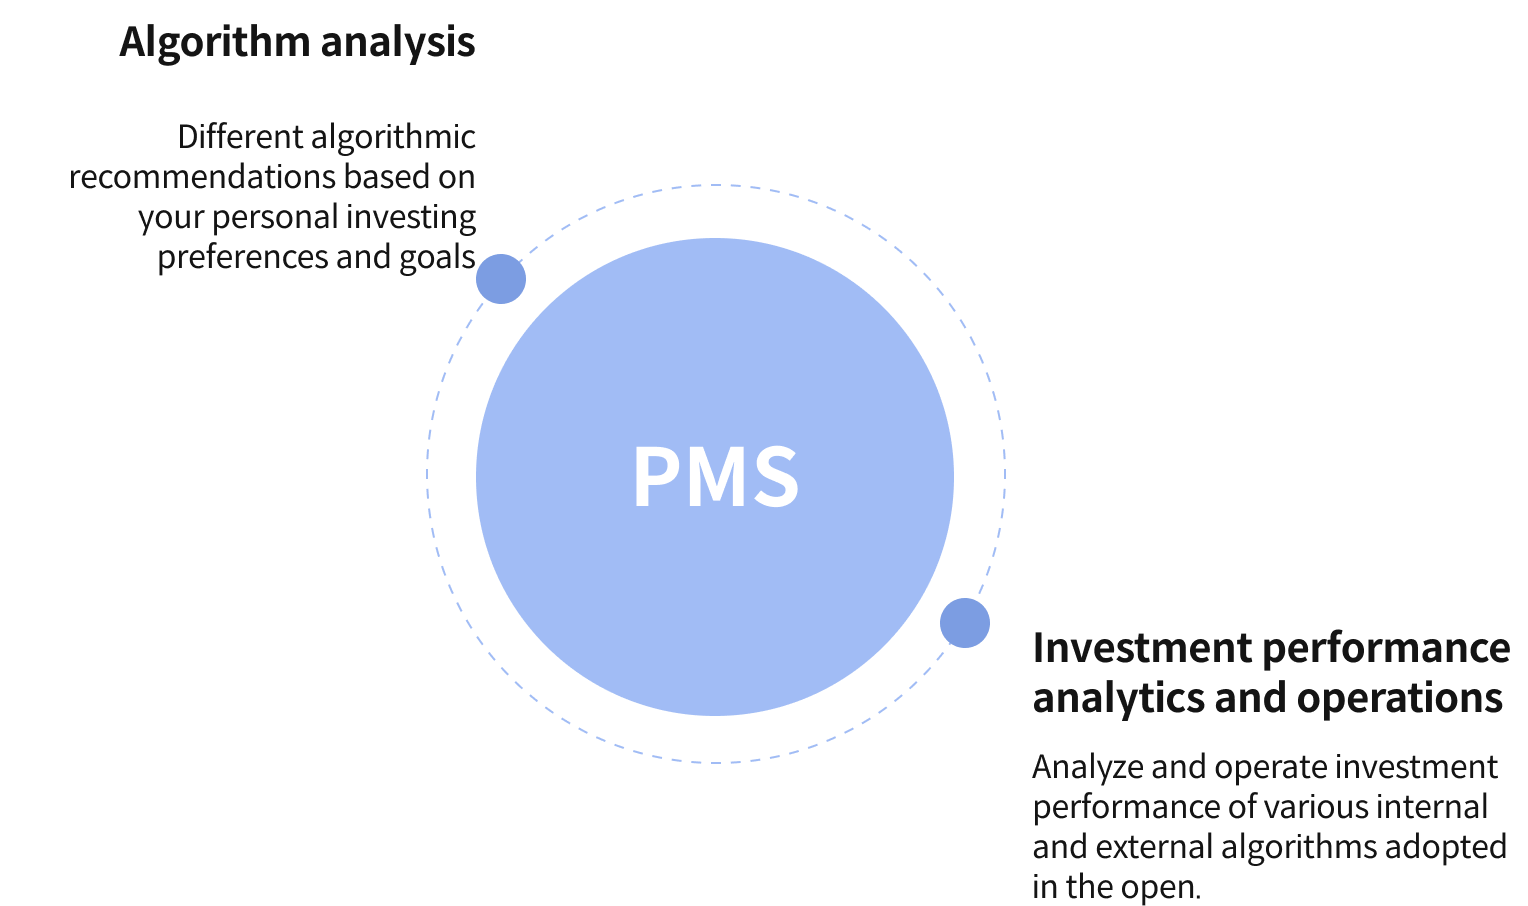 Algorithm analysis
Different algorithmic
recommendations based on
your personal investing
preferences and goals
PMS
Investment performance
analytics and operations
Analyze and operate investment
performance of various internal
and external algorithms adopted
in the open.